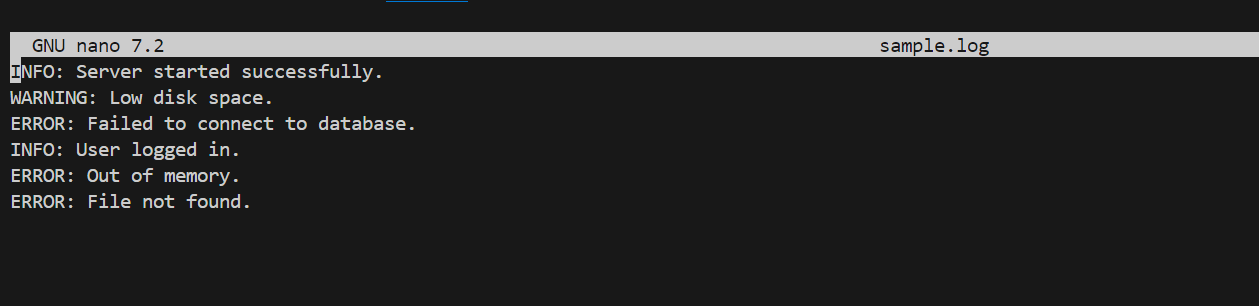 GNU nano 7.2 sample.log
INFO: Server started successfully.
WARNING: Low disk space.
ERROR: Failed to connect to database.
INFO: User logged in.
ERROR: Out of memory.
ERROR: File not found.